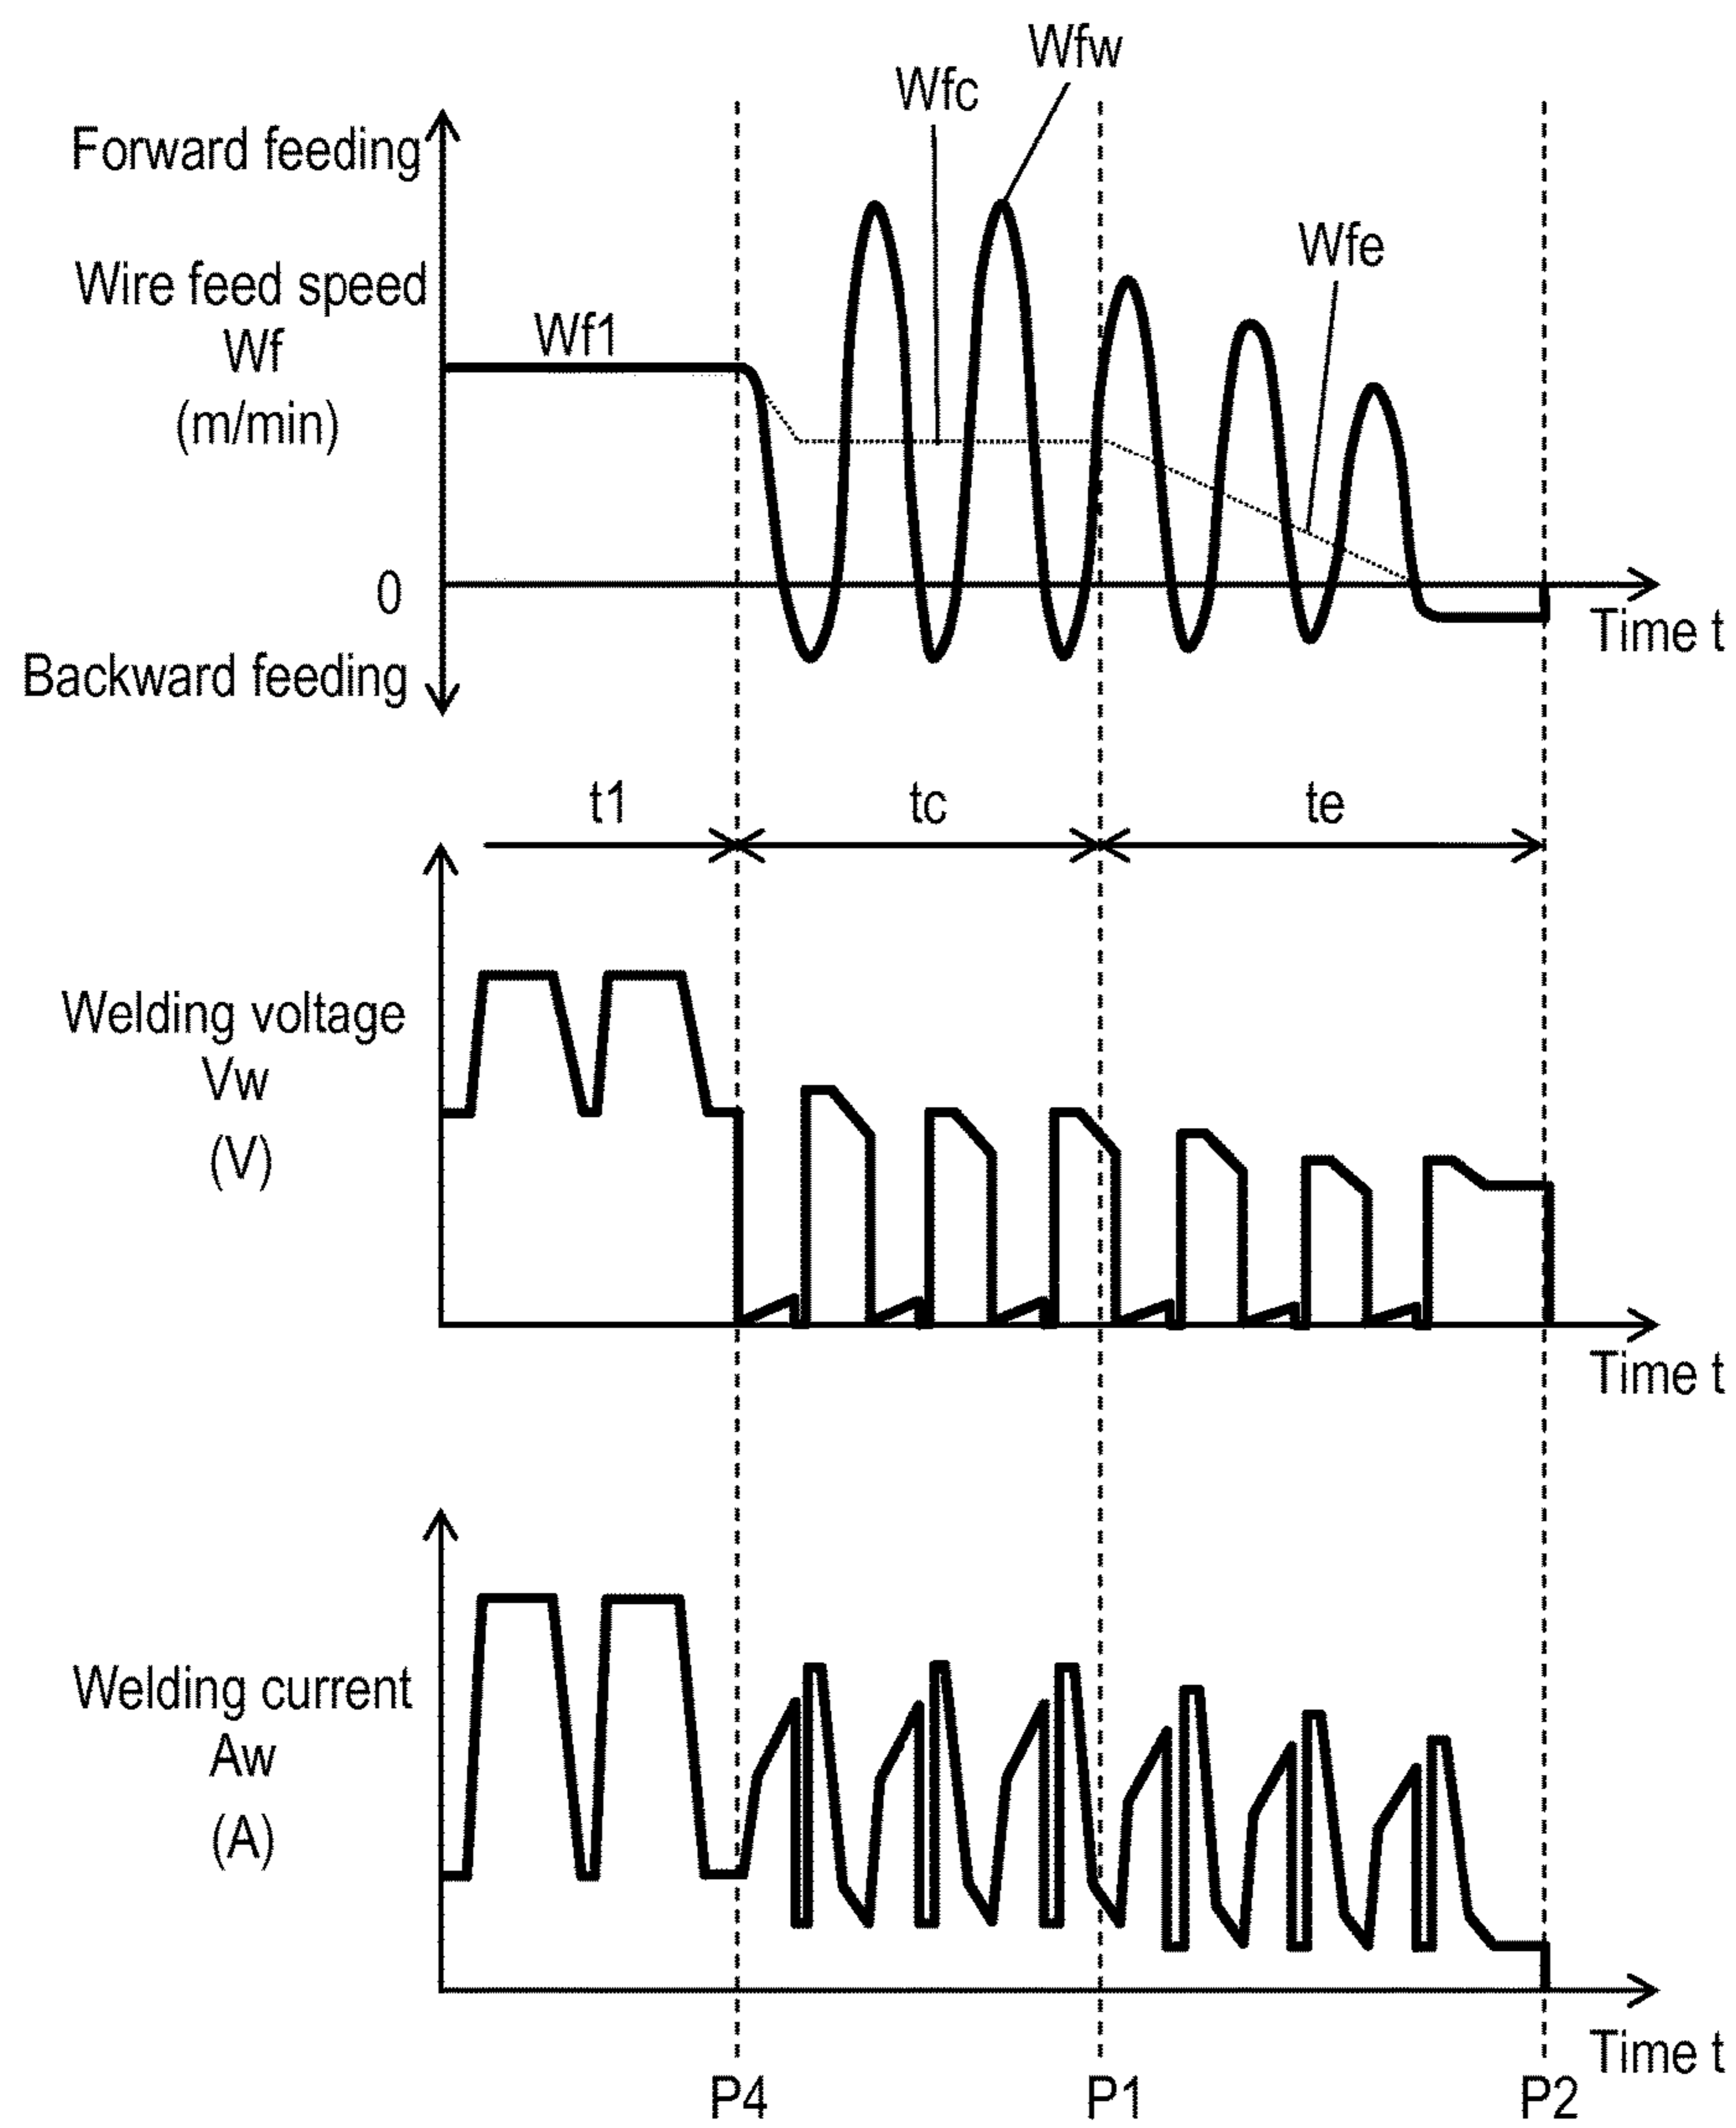 Wfw
Wfc
Forward feeding
Wfe
Wire feed speed
Wf1
Wf
(m/min)
0
Time t
Backward feeding
t1
tc
te
Welding voltage
Vw
(V)
Time t
Welding current
Aw
(A)
Time t
P4
P1
P2